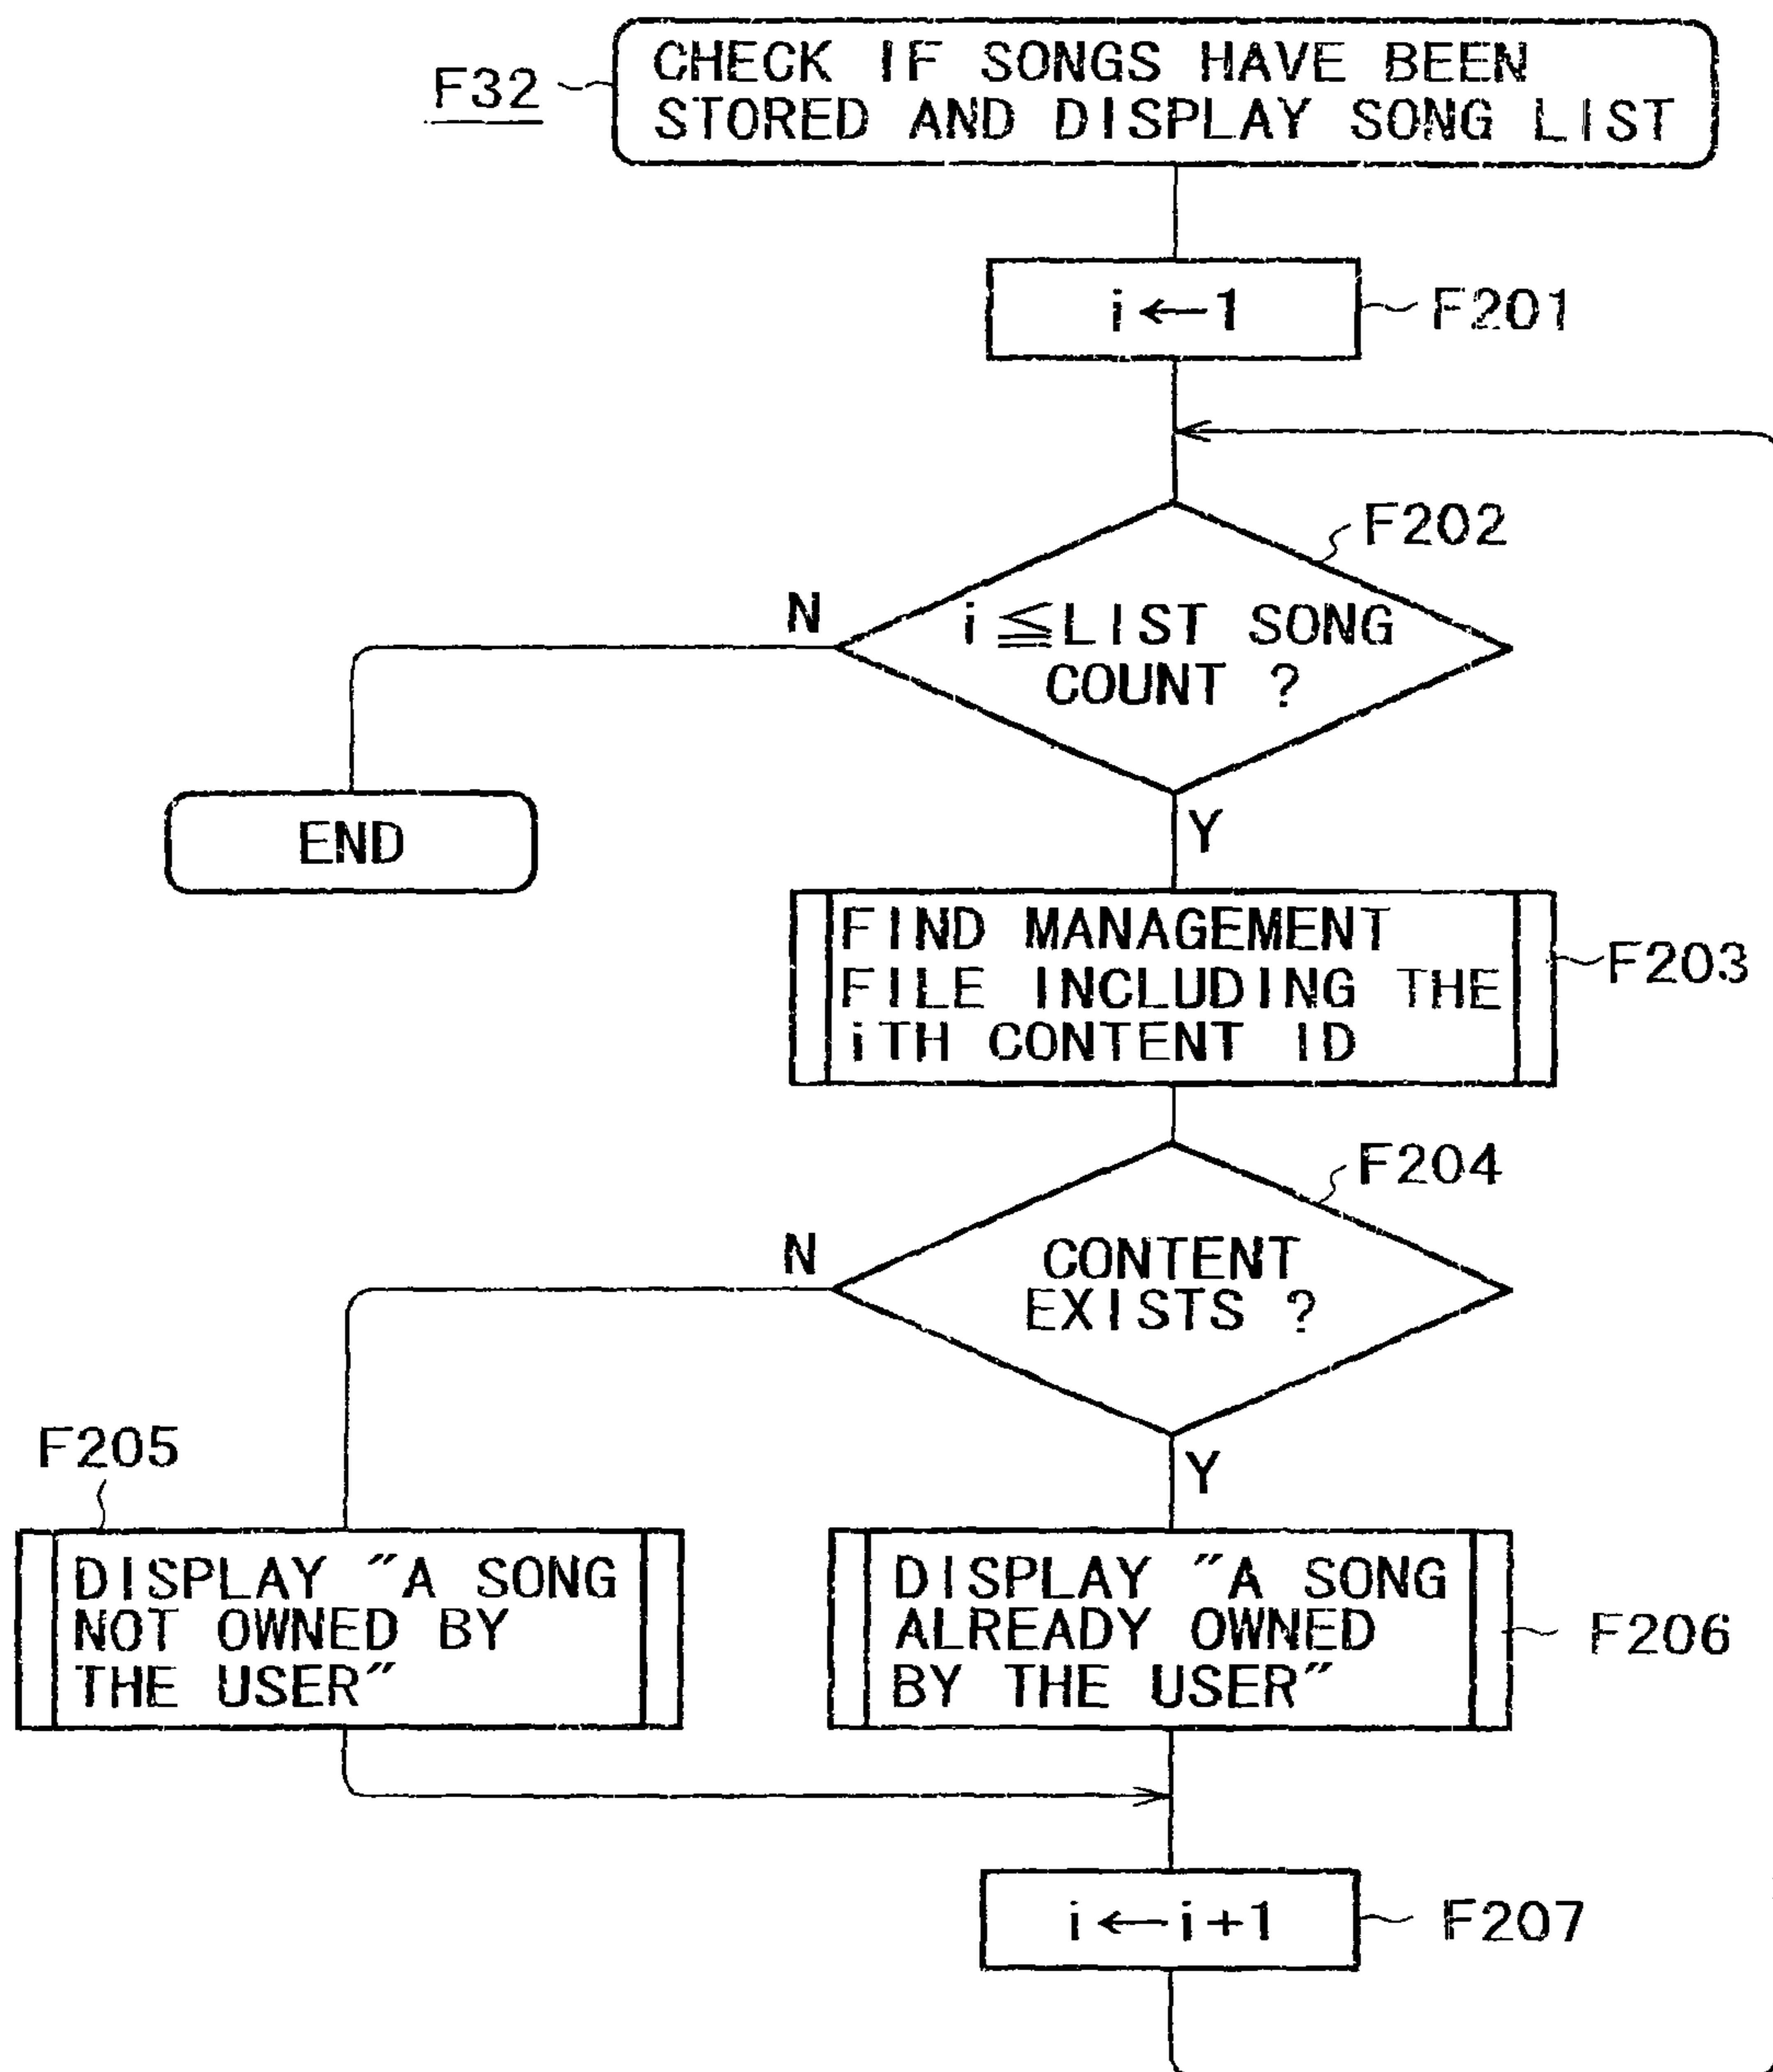 F32
CHECK IF SONGS HAVE BEEN
STORED AND DISPLAY SONG LIST
i←1
F201
F202
N
i≦LIST SONG
COUNT ?
END
Y
FIND MANAGEMENT
FILE INCLUDING THE
iTH CONTENT ID
F203
F204
N
CONTENT
EXISTS ?
Y
F205
DISPLAY "A SONG
NOT OWNED BY
THE USER"
DISPLAY "A SONG
ALREADY OWNED
BY THE USER"
F206
i←i+1
F207